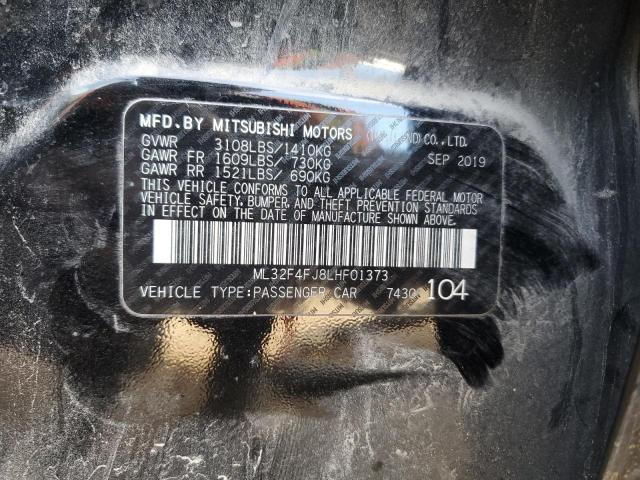 MFD.BY MITSUBISHI MOTORS CO.,LTD.
GVWR 3108LBS/1410KG SEP 2019
GAWR FR 1609LBS/ 730KG
GAWR RR 1521LBS/ 690KG
THIS VEHICLE CONFORMS TO ALL APPLICABLE FEDERAL MOTOR
VEHICLE SAFETY, BUMPER, AND THEFT PREVENTION STANDARDS
IN EFFECT ON THE DATE OF MANUFACTURE SHOWN ABOVE.
ML32F4FJ8LHF01373
VEHICLE TYPE:PASSENGER CAR 7430 104